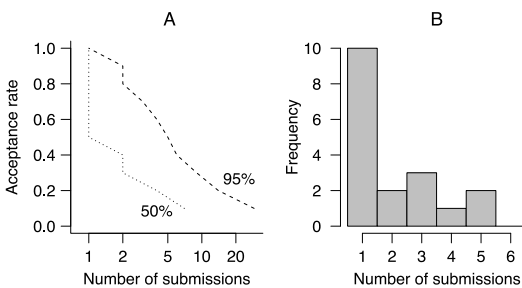 A
Acceptance rate
1.0
0.8
0.6
0.4
0.2
0.0
95%
50%
1 2 5 10 20
Number of submissions
B
Frequency
10
8
6
4
2
0
1 2 3 4 5 6
Number of submissions